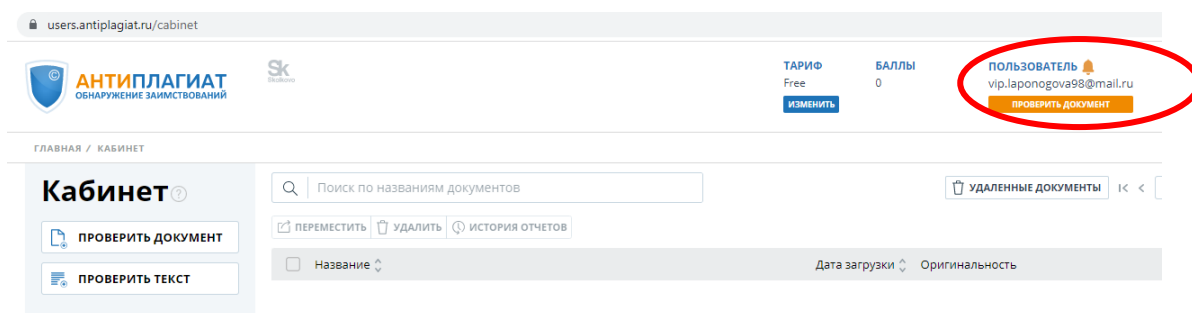 users.antiplagiat.ru/cabinet
АНТИПЛАГИАТ
ОБНАРУЖЕНИЕ ЗАИМСТВОВАНИЙ
Sk
ТАРИФ
Free
ИЗМЕНИТЬ
БАЛЛЫ
0
ПОЛЬЗОВАТЕЛЬ
vip.laponogova98@mail.ru
ПРОВЕРИТЬ ДОКУМЕНТ
ГЛАВНАЯ / КАБИНЕТ
Кабинет
ПРОВЕРИТЬ ДОКУМЕНТ
ПРОВЕРИТЬ ТЕКСТ
Поиск по названиям документов
УДАЛЕННЫЕ ДОКУМЕНТЫ
ПЕРЕМЕСТИТЬ УДАЛИТЬ ИСТОРИЯ ОТЧЕТОВ
Название Дата загрузки Оригинальность